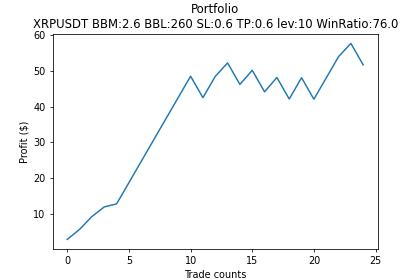 Portfolio
XRPUSDT BBM:2.6 BBL:260 SL:0.6 TP:0.6 lev:10 WinRatio:76.0
60
50
40
30
20
10
Profit ($)
0 5 10 15 20 25
Trade counts